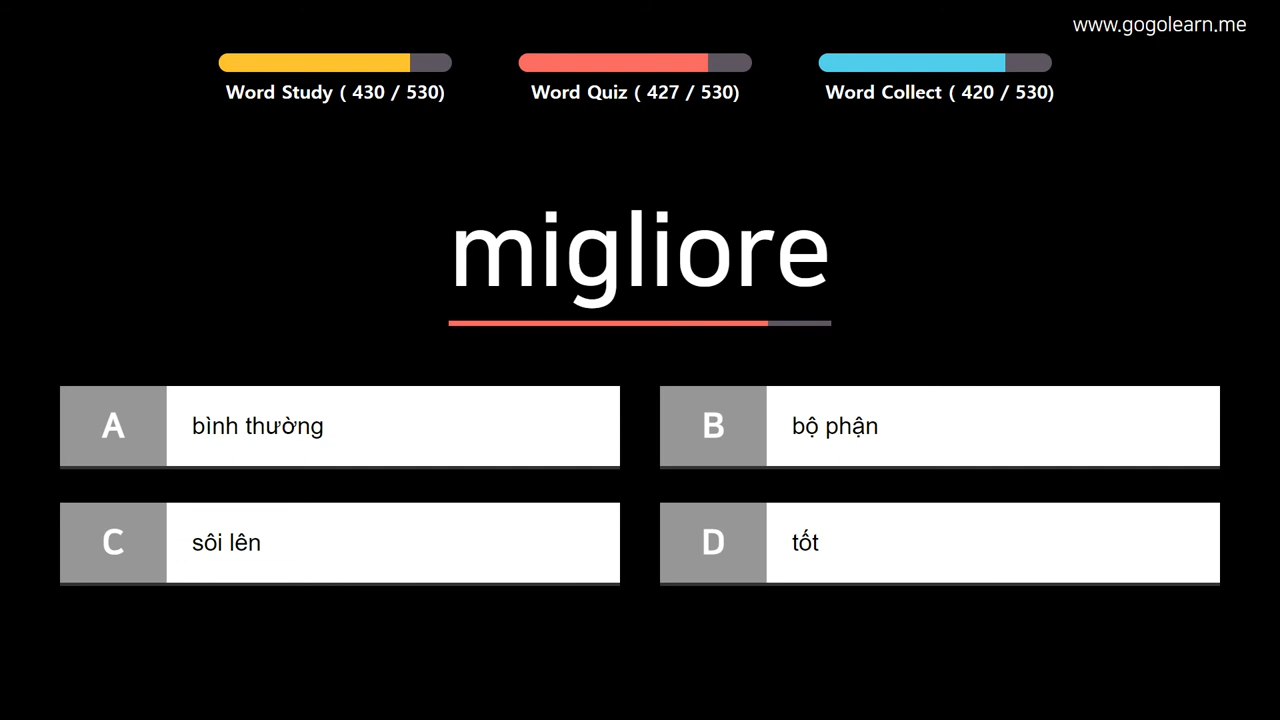 www.gogolearn.me
Word Study ( 430 / 530)
Word Quiz ( 427 / 530)
Word Collect ( 420 / 530)
migliore
A bình thường
B bộ phận
C sôi lên
D tốt